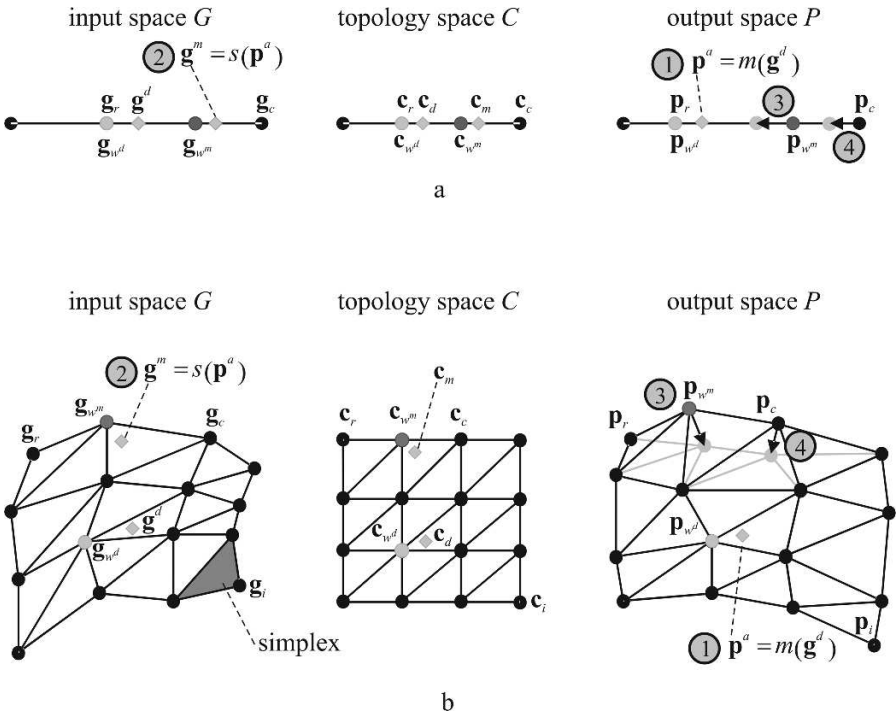 input space G topology space C output space P
2 g^m = s(p^a) 1 p^a = m(g^d)
g_r g^d g_c c_r c_d c_m c_c p_r 3 p_c
g_{w^d} g_{w^m} c_{w^d} c_{w^m} p_{w^d} p_{w^m} 4
a
input space G topology space C output space P
2 g^m = s(p^a) c_m 3 p_{w^m}
g_{w^m} g_r g_c c_r c_{w^m} c_c p_r p_c
4
g^d c_{w^d} c_d p_{w^d}
g_{w^d}
g_i c_i p_i
simplex 1 p^a = m(g^d)
b